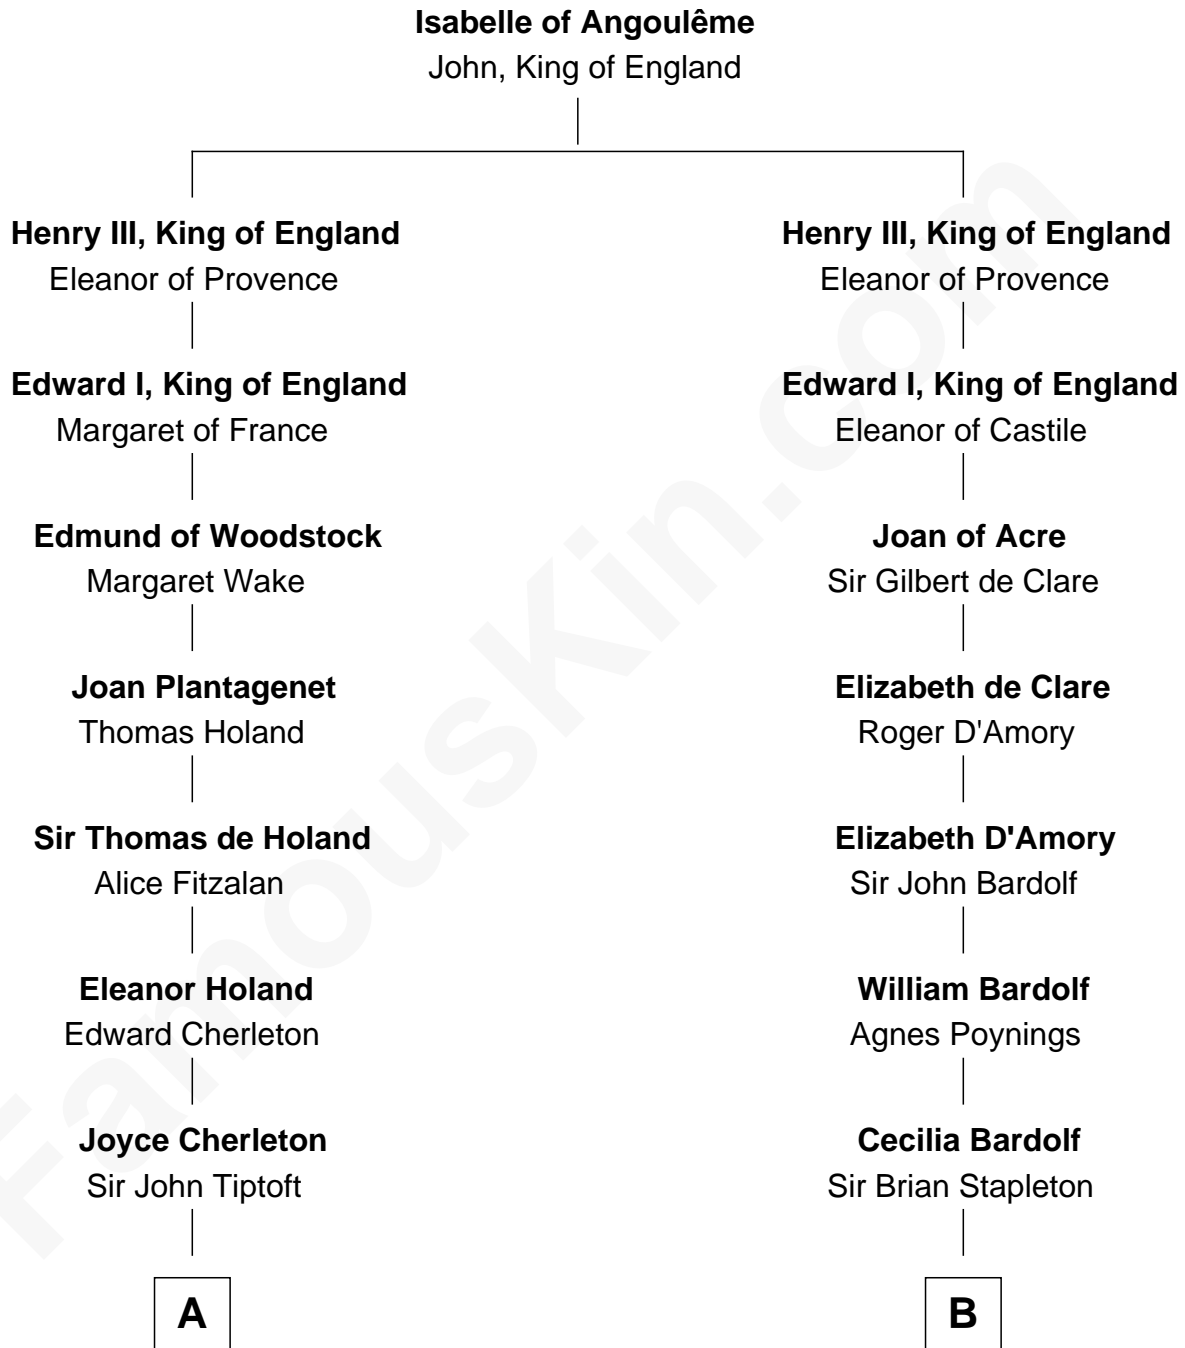 Isabelle of Angoulême
John, King of England
Henry III, King of England
Eleanor of Provence
Edward I, King of England
Margaret of France
Edmund of Woodstock
Margaret Wake
Joan Plantagenet
Thomas Holand
Sir Thomas de Holand
Alice Fitzalan
Eleanor Holand
Edward Cherleton
Joyce Cherleton
Sir John Tiptoft
A
Henry III, King of England
Eleanor of Provence
Edward I, King of England
Eleanor of Castile
Joan of Acre
Sir Gilbert de Clare
Elizabeth de Clare
Roger D'Amory
Elizabeth D'Amory
Sir John Bardolf
William Bardolf
Agnes Poynings
Cecilia Bardolf
Sir Brian Stapleton
B
FamousKin.com